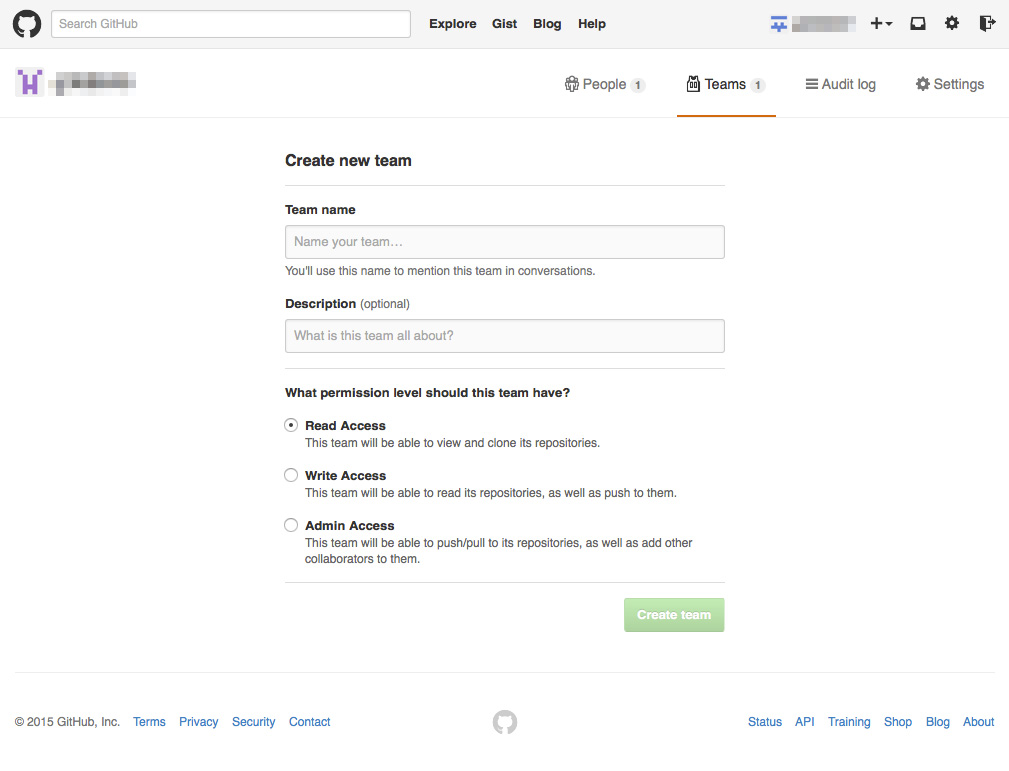 Search GitHub
Explore Gist Blog Help
People 1 Teams 1 Audit log Settings
Create new team
Team name
Name your team…
You'll use this name to mention this team in conversations.
Description (optional)
What is this team all about?
What permission level should this team have?
Read Access
This team will be able to view and clone its repositories.
Write Access
This team will be able to read its repositories, as well as push to them.
Admin Access
This team will be able to push/pull to its repositories, as well as add other
collaborators to them.
Create team
© 2015 GitHub, Inc. Terms Privacy Security Contact
Status API Training Shop Blog About